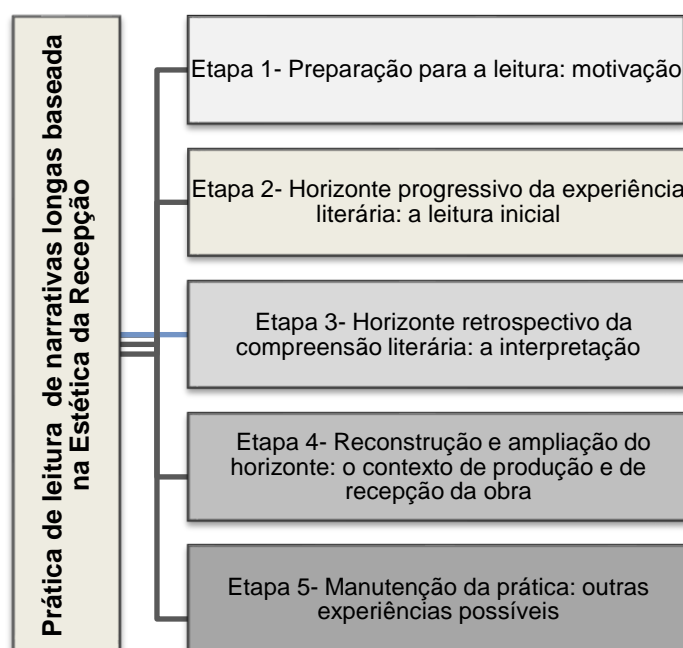 Prática de leitura de narrativas longas baseada
na Estética da Recepção
Etapa 1- Preparação para a leitura: motivação
Etapa 2- Horizonte progressivo da experiência
literária: a leitura inicial
Etapa 3- Horizonte retrospectivo da
compreensão literária: a interpretação
Etapa 4- Reconstrução e ampliação do
horizonte: o contexto de produção e de
recepção da obra
Etapa 5- Manutenção da prática: outras
experiências possíveis